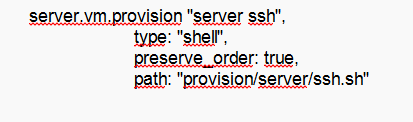 server.vm.provision "server ssh",
type: "shell",
preserve_order: true,
path: "provision/server/ssh.sh"